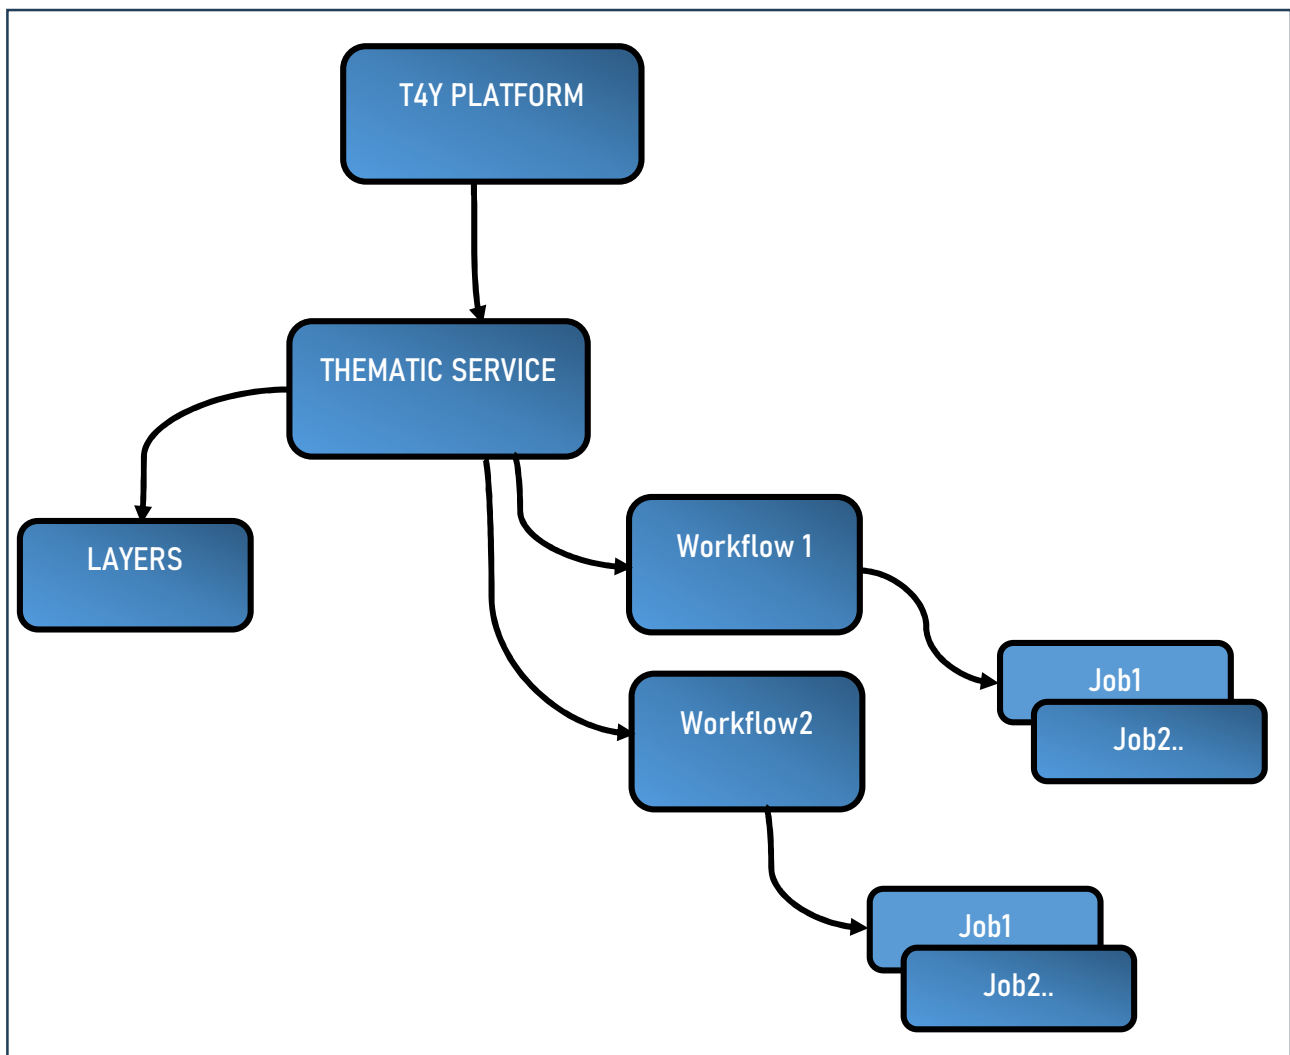 T4Y PLATFORM
THEMATIC SERVICE
LAYERS
Workflow 1
Workflow2
Job1
Job2..
Job1
Job2..